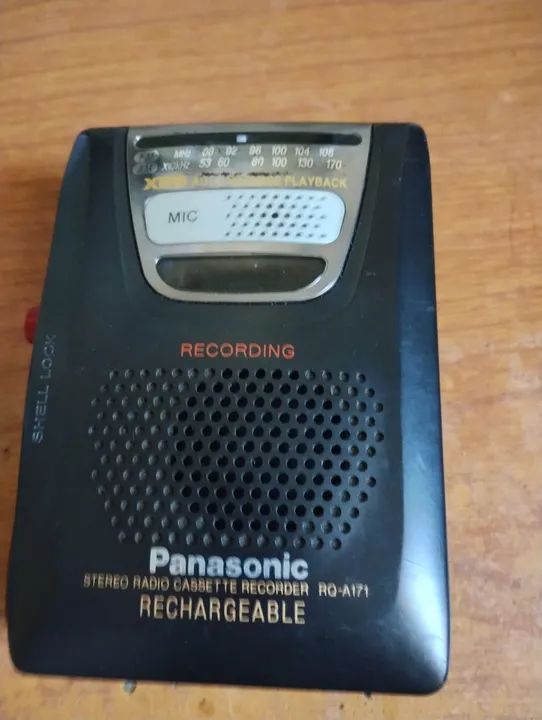 MHz 88 92 96 100 104 108
X10kHz 53 60 80 100 130 170
XBS PLAYBACK
MIC
RECORDING
SHELL LOCK
Panasonic
STEREO RADIO CASSETTE RECORDER RQ-A171
RECHARGEABLE